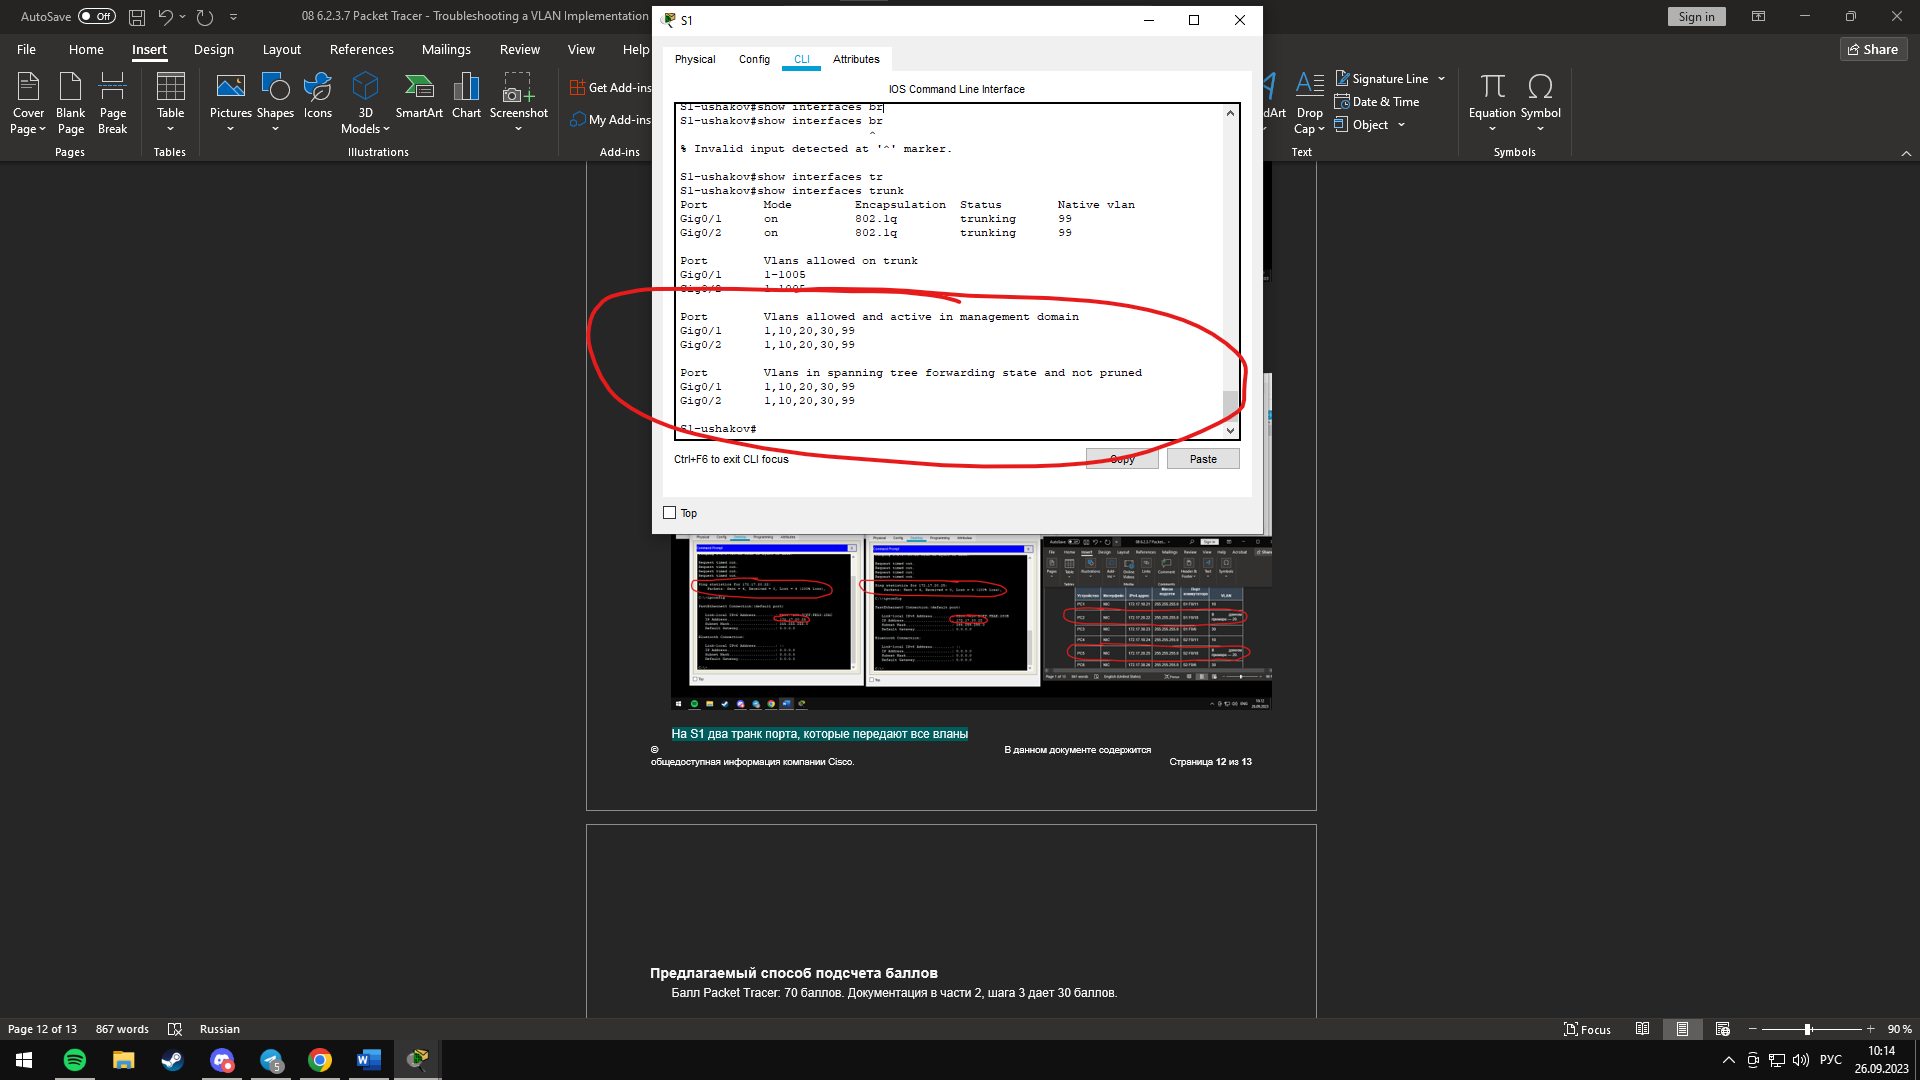 AutoSave Off
08 6.2.3.7 Packet Tracer - Troubleshooting a VLAN Implementation
Sign in
File Home Insert Design Layout References Mailings Review View Help
Share
Cover Page
Blank Page
Page Break
Pages
Table
Tables
Pictures
Shapes
Icons
3D Models
SmartArt
Chart
Screenshot
Illustrations
Get Add-ins
My Add-ins
Add-ins
Drop Cap
Signature Line
Date & Time
Object
Text
Equation
Symbol
Symbols
S1
Physical Config CLI Attributes
IOS Command Line Interface
S1-ushakov#show interfaces br
S1-ushakov#show interfaces br
^
% Invalid input detected at '^' marker.
S1-ushakov#show interfaces tr
S1-ushakov#show interfaces trunk
Port Mode Encapsulation Status Native vlan
Gig0/1 on 802.1q trunking 99
Gig0/2 on 802.1q trunking 99
Port Vlans allowed on trunk
Gig0/1 1-1005
Gig0/2 1-1005
Port Vlans allowed and active in management domain
Gig0/1 1,10,20,30,99
Gig0/2 1,10,20,30,99
Port Vlans in spanning tree forwarding state and not pruned
Gig0/1 1,10,20,30,99
Gig0/2 1,10,20,30,99
S1-ushakov#
Ctrl+F6 to exit CLI focus
Copy
Paste
Top
На S1 два транк порта, которые передают все вланы
©
В данном документе содержится
общедоступная информация компании Cisco.
Страница 12 из 13
Предлагаемый способ подсчета баллов
Балл Packet Tracer: 70 баллов. Документация в части 2, шага 3 дает 30 баллов.
Page 12 of 13 867 words Russian
Focus
90 %
5
РУС
10:14
26.09.2023